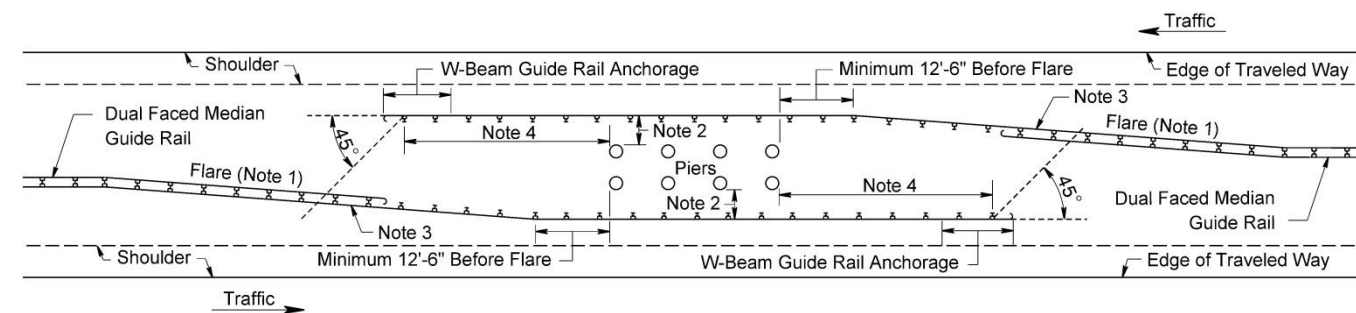 Traffic
Shoulder
W-Beam Guide Rail Anchorage
Minimum 12'-6" Before Flare
Edge of Traveled Way
Dual Faced Median
Guide Rail
45°
Note 4
Note 2
Note 3
Flare (Note 1)
Flare (Note 1)
Piers
Note 3
Note 2
Note 4
45°
Dual Faced Median
Guide Rail
Shoulder
Minimum 12'-6" Before Flare
W-Beam Guide Rail Anchorage
Edge of Traveled Way
Traffic